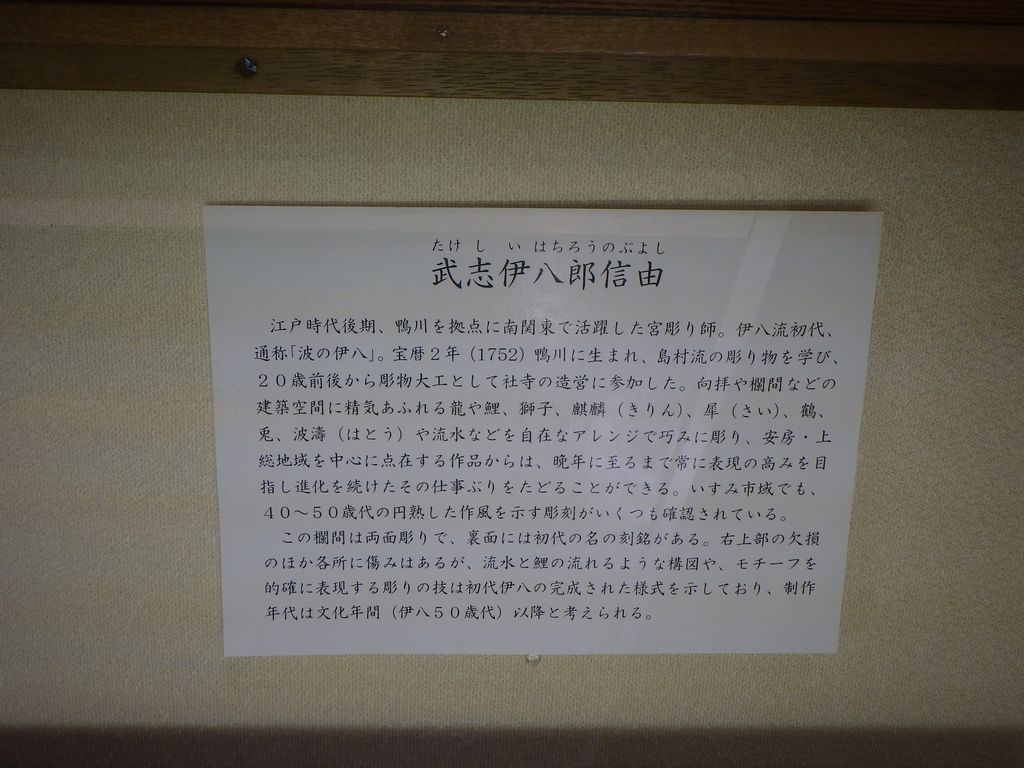 たけ し い はちろうのぶよし
武志伊八郎信由
江戸時代後期、鴨川を拠点に南関東で活躍した宮彫り師。伊八流初代、
通称「波の伊八」。宝暦２年（1752）鴨川に生まれ、島村流の彫り物を学び、
２０歳前後から彫物大工として社寺の造営に参加した。向拝や欄間などの
建築空間に精気あふれる龍や鯉、獅子、麒麟（きりん）、犀（さい）、鶴、
兎、波濤（はとう）や流水などを自在なアレンジで巧みに彫り、安房・上
総地域を中心に点在する作品からは、晩年に至るまで常に表現の高みを目
指し進化を続けたその仕事ぶりをたどることができる。いすみ市域でも、
４０～５０歳代の円熟した作風を示す彫刻がいくつも確認されている。
この欄間は両面彫りで、裏面には初代の名の刻銘がある。右上部の欠損
のほか各所に傷みはあるが、流水と鯉の流れるような構図や、モチーフを
的確に表現する彫りの技は初代伊八の完成された様式を示しており、制作
年代は文化年間（伊八５０歳代）以降と考えられる。